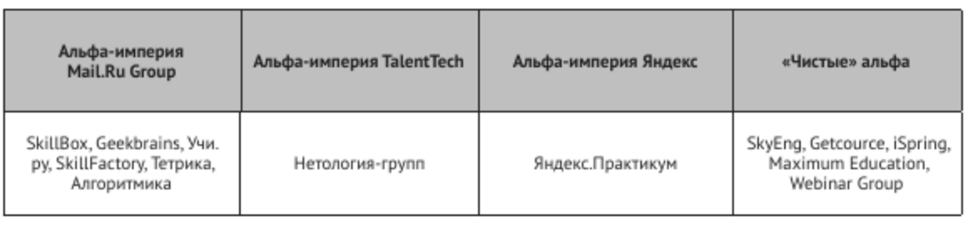 Альфа-империя
Mail.Ru Group
Альфа-империя TalentTech
Альфа-империя Яндекс
«Чистые» альфа
SkillBox, Geekbrains, Учи.
ру, SkillFactory, Тетрика,
Алгоритмика
Нетология-групп
Яндекс.Практикум
SkyEng, Getcource, iSpring,
Maximum Education,
Webinar Group